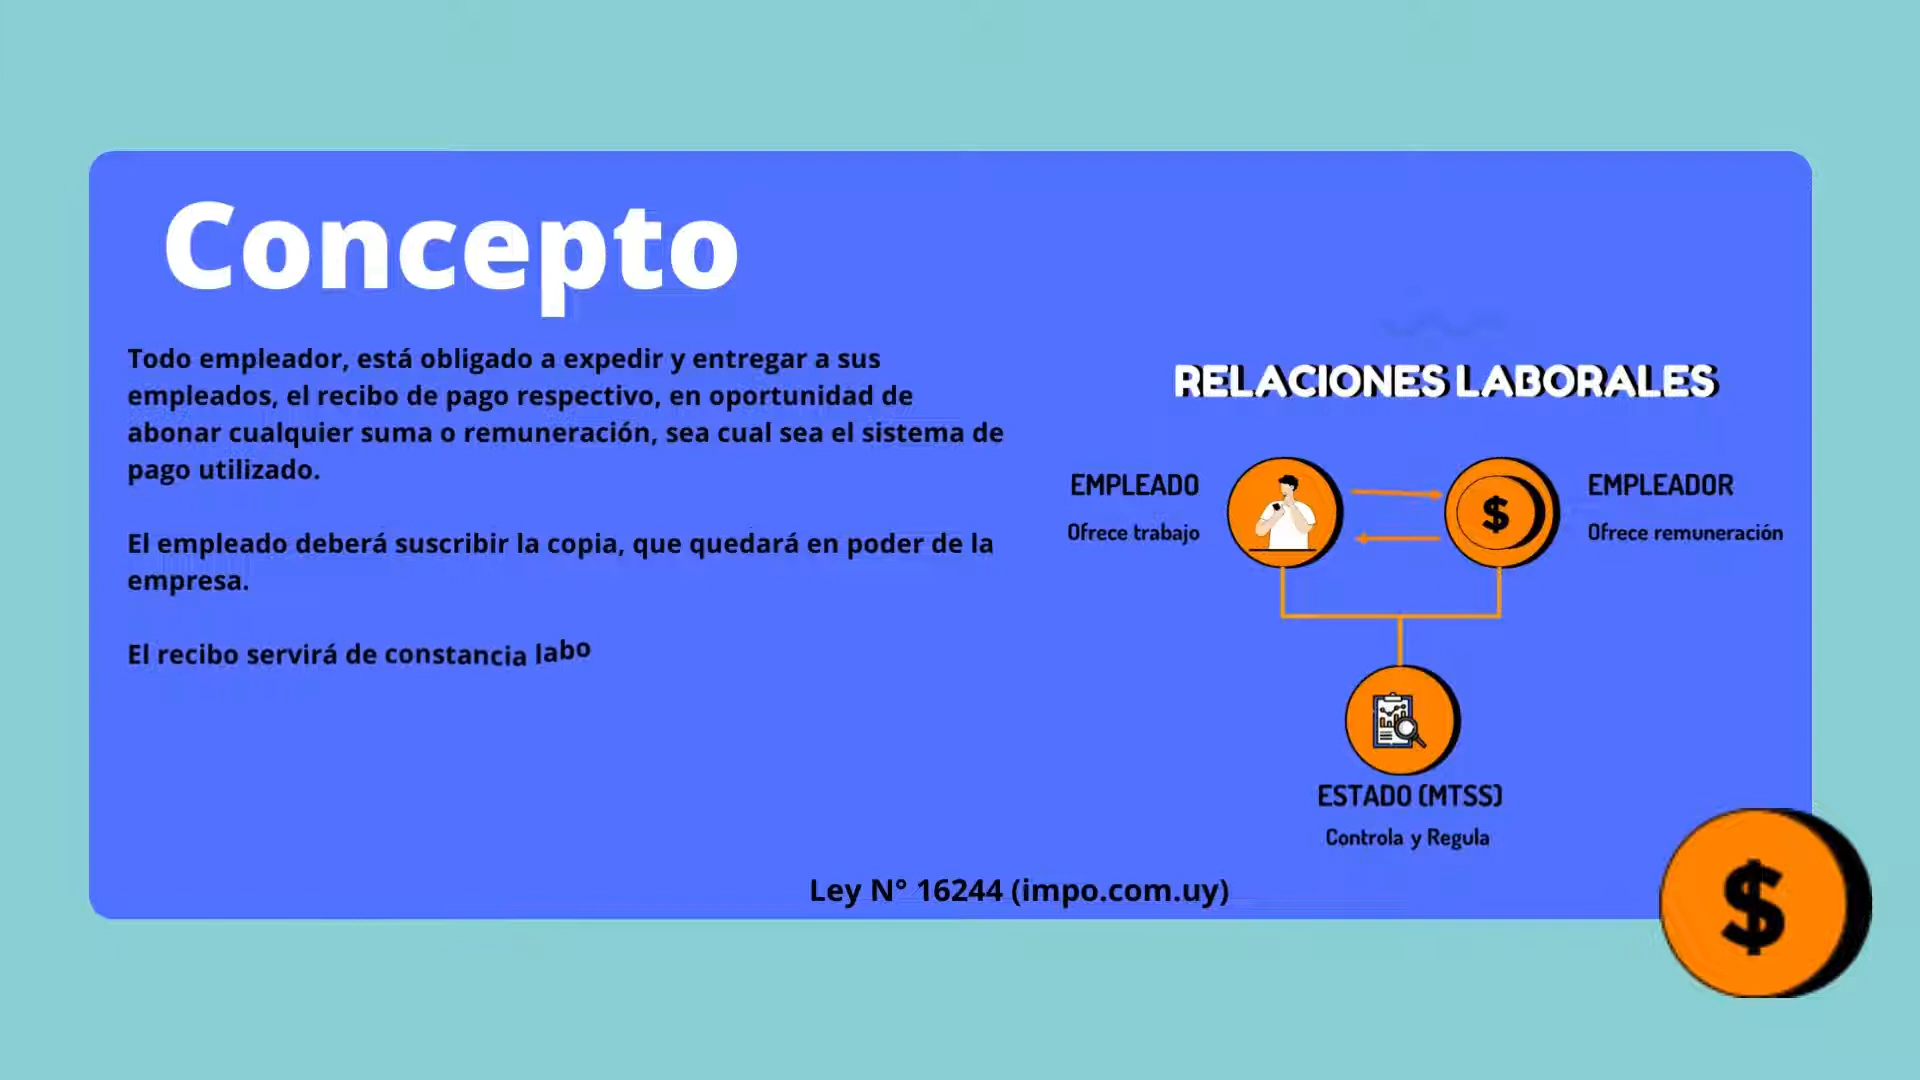 Concepto
Todo empleador, está obligado a expedir y entregar a sus
empleados, el recibo de pago respectivo, en oportunidad de
abonar cualquier suma o remuneración, sea cual sea el sistema de
pago utilizado.
El empleado deberá suscribir la copia, que quedará en poder de la
empresa.
El recibo servirá de constancia labo
RELACIONES LABORALES
EMPLEADO
Ofrece trabajo
$
EMPLEADOR
Ofrece remuneración
ESTADO (MTSS)
Controla y Regula
Ley N° 16244 (impo.com.uy)
$